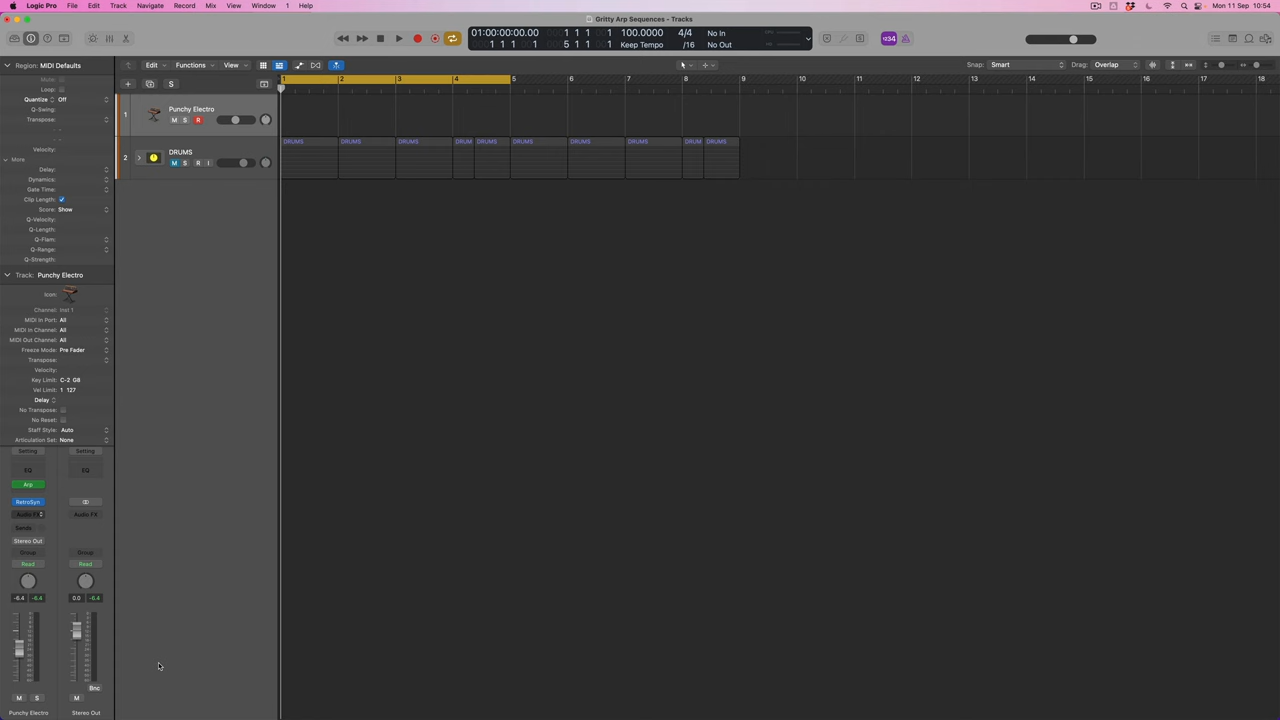 Logic Pro File Edit Track Navigate Record Mix View Window 1 Help
Mon 11 Sep 10:54
Gritty Arp Sequences - Tracks
01:00:00:00.00 1 1 1 1 100.0000 4/4 No In
1 1 1 1 5 1 1 1 Keep Tempo /16 No Out
1234
Region: MIDI Defaults
Mute:
Loop:
Quantize Off
Q-Swing:
Transpose:
Velocity:
More
Delay:
Dynamics:
Gate Time:
Clip Length:
Score: Show
Q-Velocity:
Q-Length:
Q-Flam:
Q-Range:
Q-Strength:
Track: Punchy Electro
Icon:
Channel: Inst 1
MIDI In Port: All
MIDI In Channel: All
MIDI Out Channel: All
Freeze Mode: Pre Fader
Transpose:
Velocity:
Key Limit: C-2 G8
Vel Limit: 1 127
Delay
No Transpose:
No Reset:
Staff Style: Auto
Articulation Set: None
Setting Setting
EQ EQ
Arp
RetroSyn
Audio FX Audio FX
Sends
Stereo Out
Group Group
Read Read
-6.4 -6.4 0.0 -6.4
Bnc
M S M
Punchy Electro Stereo Out
Edit Functions View
Snap: Smart Drag: Overlap
S
1 2 3 4 5 6 7 8 9 10 11 12 13 14 15 16 17 18
1 Punchy Electro
M S R
2 DRUMS
M S R I
DRUMS DRUMS DRUMS DRUM DRUMS DRUMS DRUMS DRUMS DRUM DRUMS